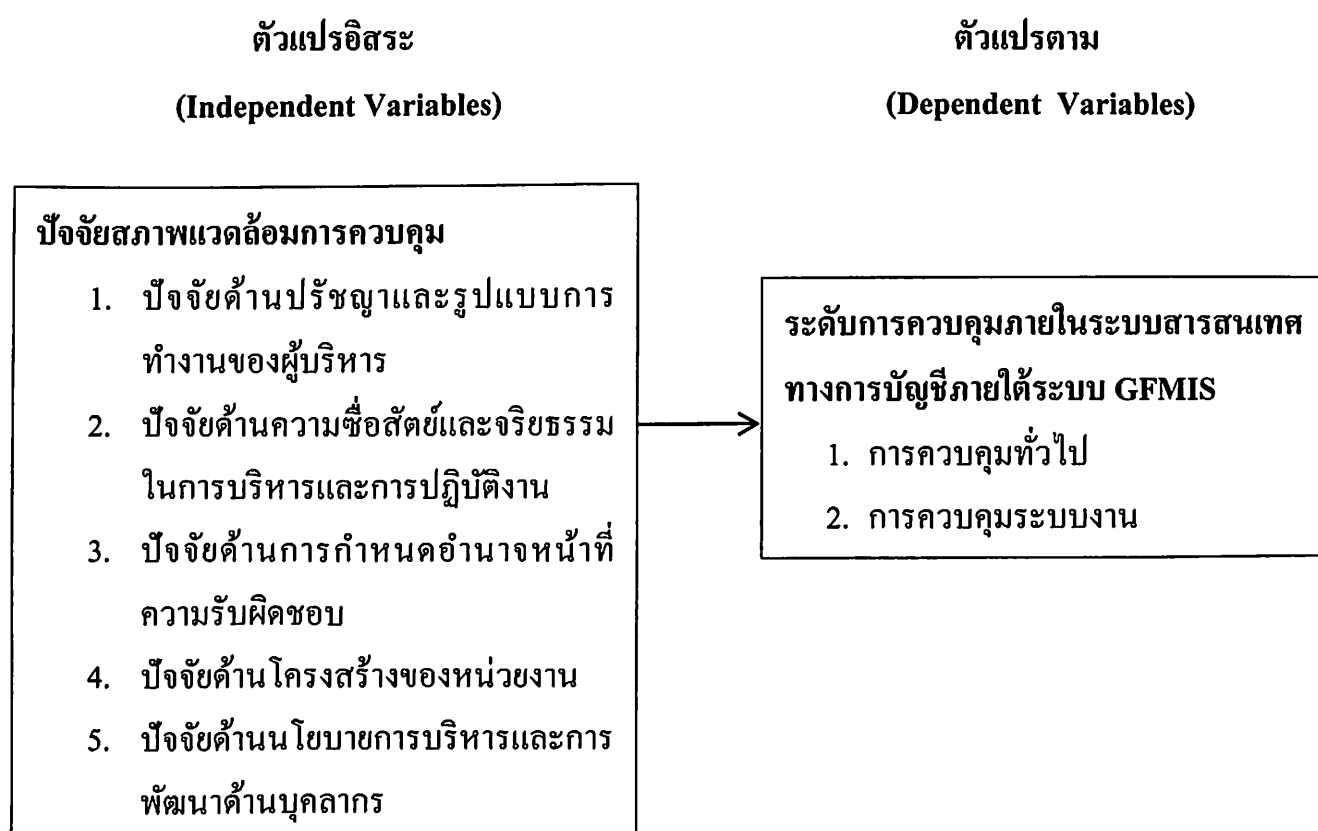 ตัวแปรอิสระ
(Independent Variables)
ปัจจัยสภาพแวดล้อมการควบคุม
1. ปัจจัยด้านปรัชญาและรูปแบบการ
ทำงานของผู้บริหาร
2. ปัจจัยด้านความซื่อสัตย์และจริยธรรม
ในการบริหารและการปฏิบัติงาน
3. ปัจจัยด้านการกำหนดอำนาจหน้าที่
ความรับผิดชอบ
4. ปัจจัยด้านโครงสร้างของหน่วยงาน
5. ปัจจัยด้านนโยบายการบริหารและการ
พัฒนาด้านบุคลากร
ตัวแปรตาม
(Dependent Variables)
ระดับการควบคุมภายในระบบสารสนเทศ
ทางการบัญชีภายใต้ระบบ GFMIS
1. การควบคุมทั่วไป
2. การควบคุมระบบงาน